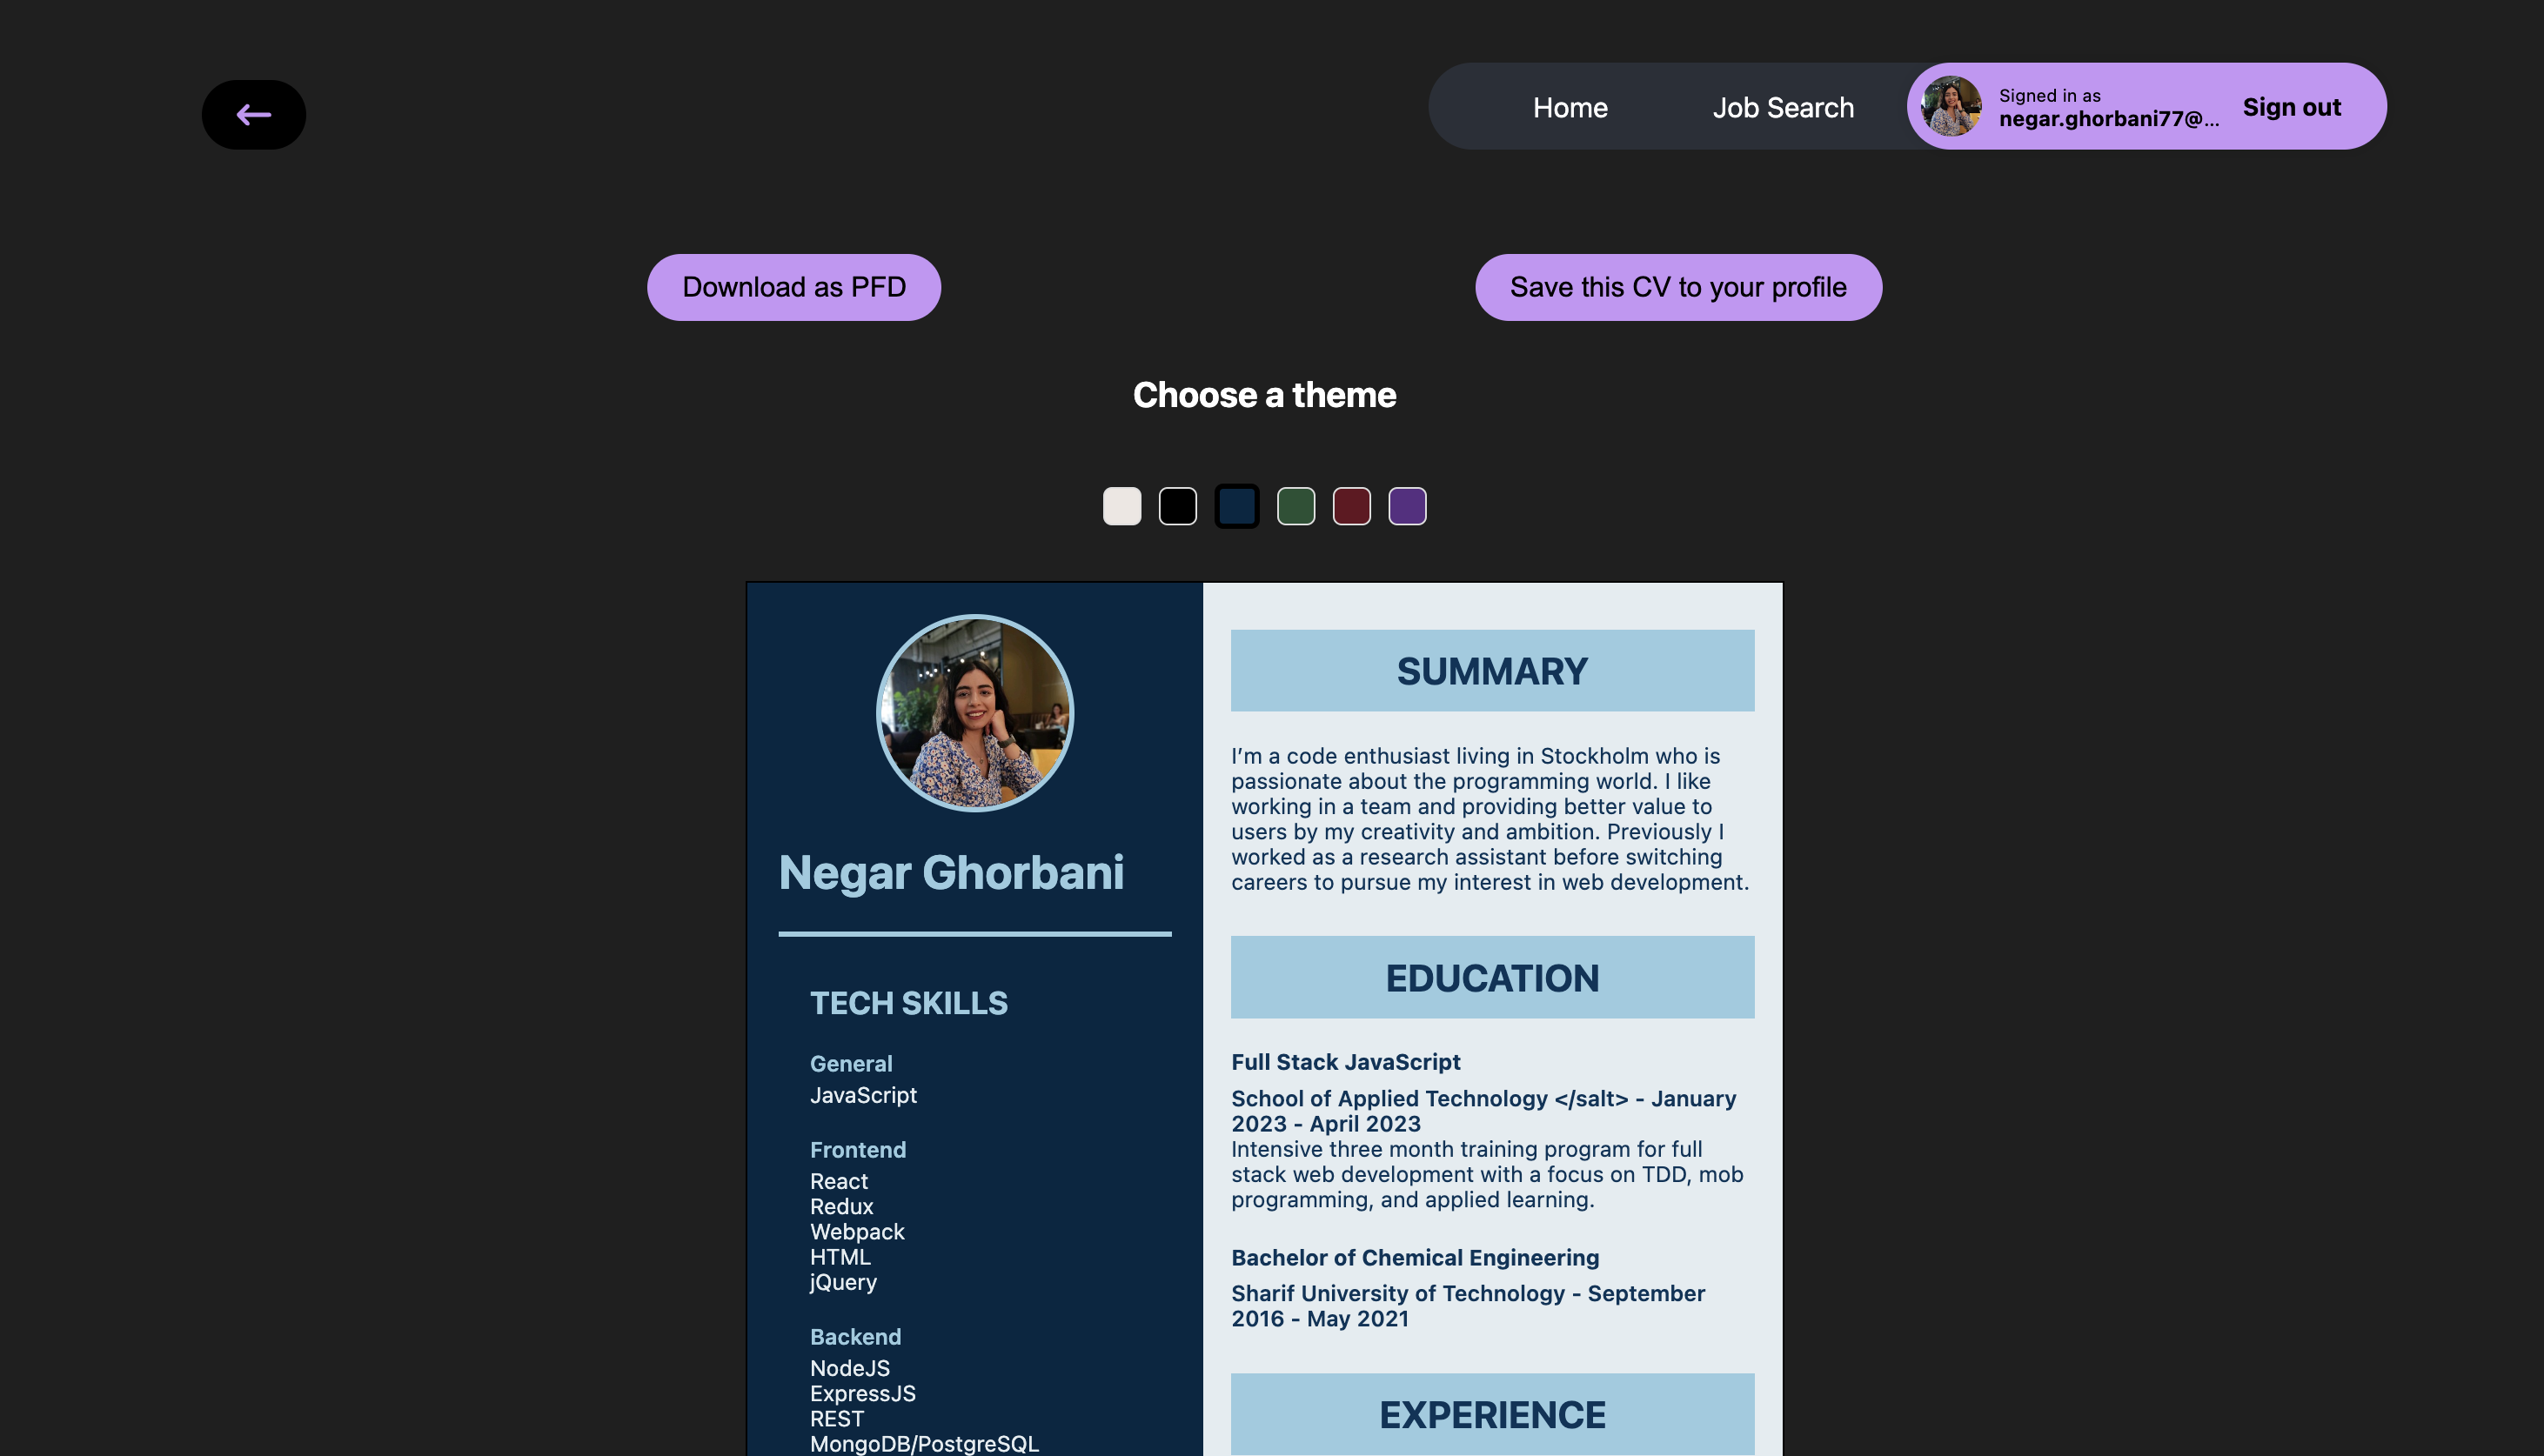 Home
Job Search
Signed in as
negar.ghorbani77@...
Sign out
Download as PFD
Save this CV to your profile
Choose a theme
Negar Ghorbani
TECH SKILLS
General
JavaScript
Frontend
React
Redux
Webpack
HTML
jQuery
Backend
NodeJS
ExpressJS
REST
MongoDB/PostgreSQL
SUMMARY
I’m a code enthusiast living in Stockholm who is
passionate about the programming world. I like
working in a team and providing better value to
users by my creativity and ambition. Previously I
worked as a research assistant before switching
careers to pursue my interest in web development.
EDUCATION
Full Stack JavaScript
School of Applied Technology </salt> - January
2023 - April 2023
Intensive three month training program for full
stack web development with a focus on TDD, mob
programming, and applied learning.
Bachelor of Chemical Engineering
Sharif University of Technology - September
2016 - May 2021
EXPERIENCE